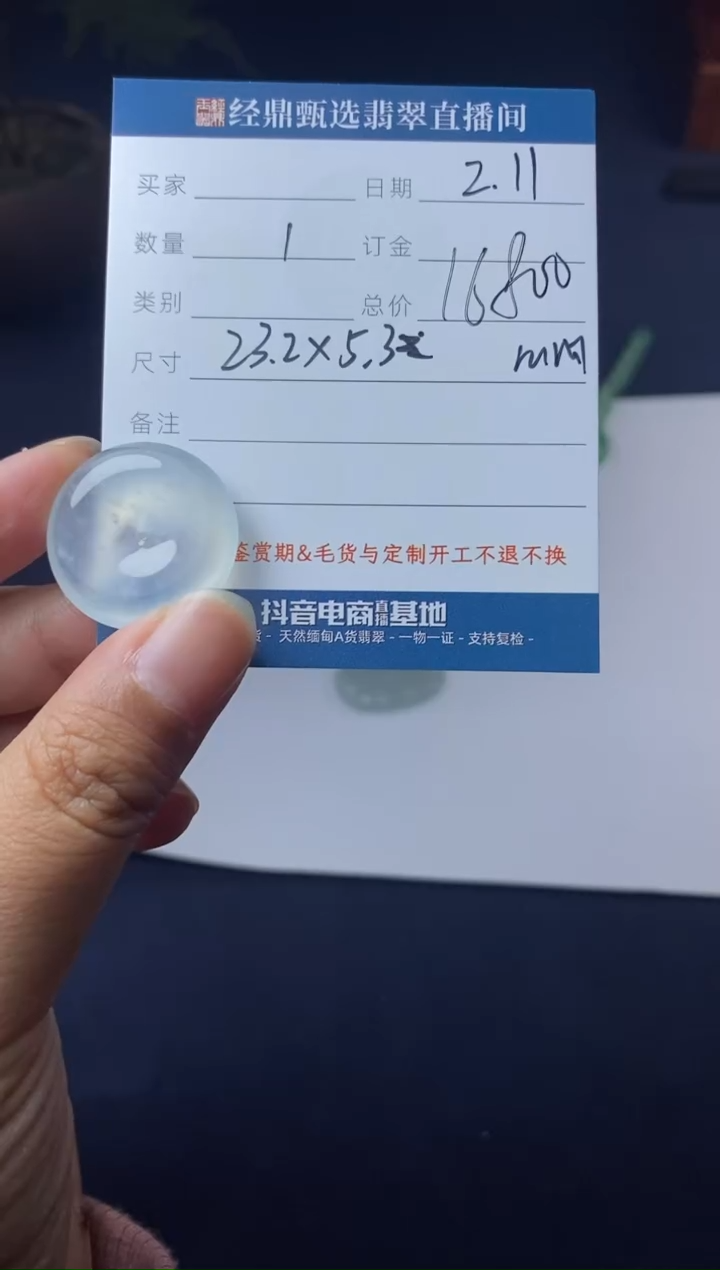 经鼎甄选翡翠直播间
买家 日期 2.11
数量 1 订金
类别 总价 16800
尺寸 23.2×5.3 mm
备注
鉴赏期&毛货与定制开工不退不换
抖音电商直播基地
货 - 天然缅甸A货翡翠 - 一物一证 - 支持复检 -